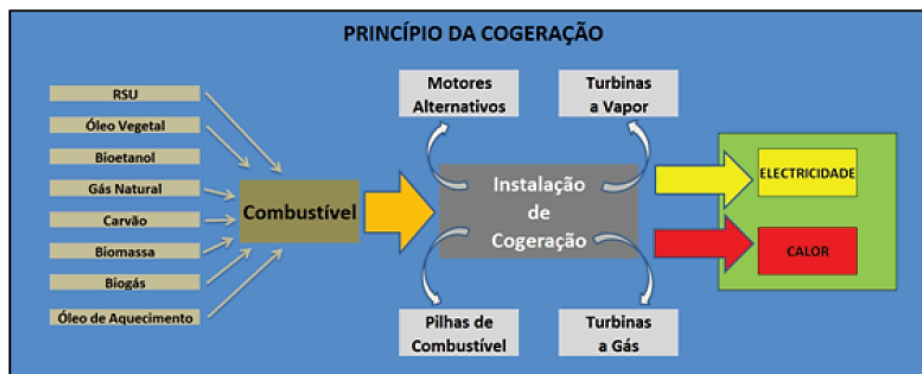 PRINCÍPIO DA COGERAÇÃO
RSU
Óleo Vegetal
Bioetanol
Gás Natural
Carvão
Biomassa
Biogás
Óleo de Aquecimento
Combustível
Motores
Alternativos
Turbinas
a Vapor
Instalação
de
Cogeração
Pilhas de
Combustível
Turbinas
a Gás
ELECTRICIDADE
CALOR